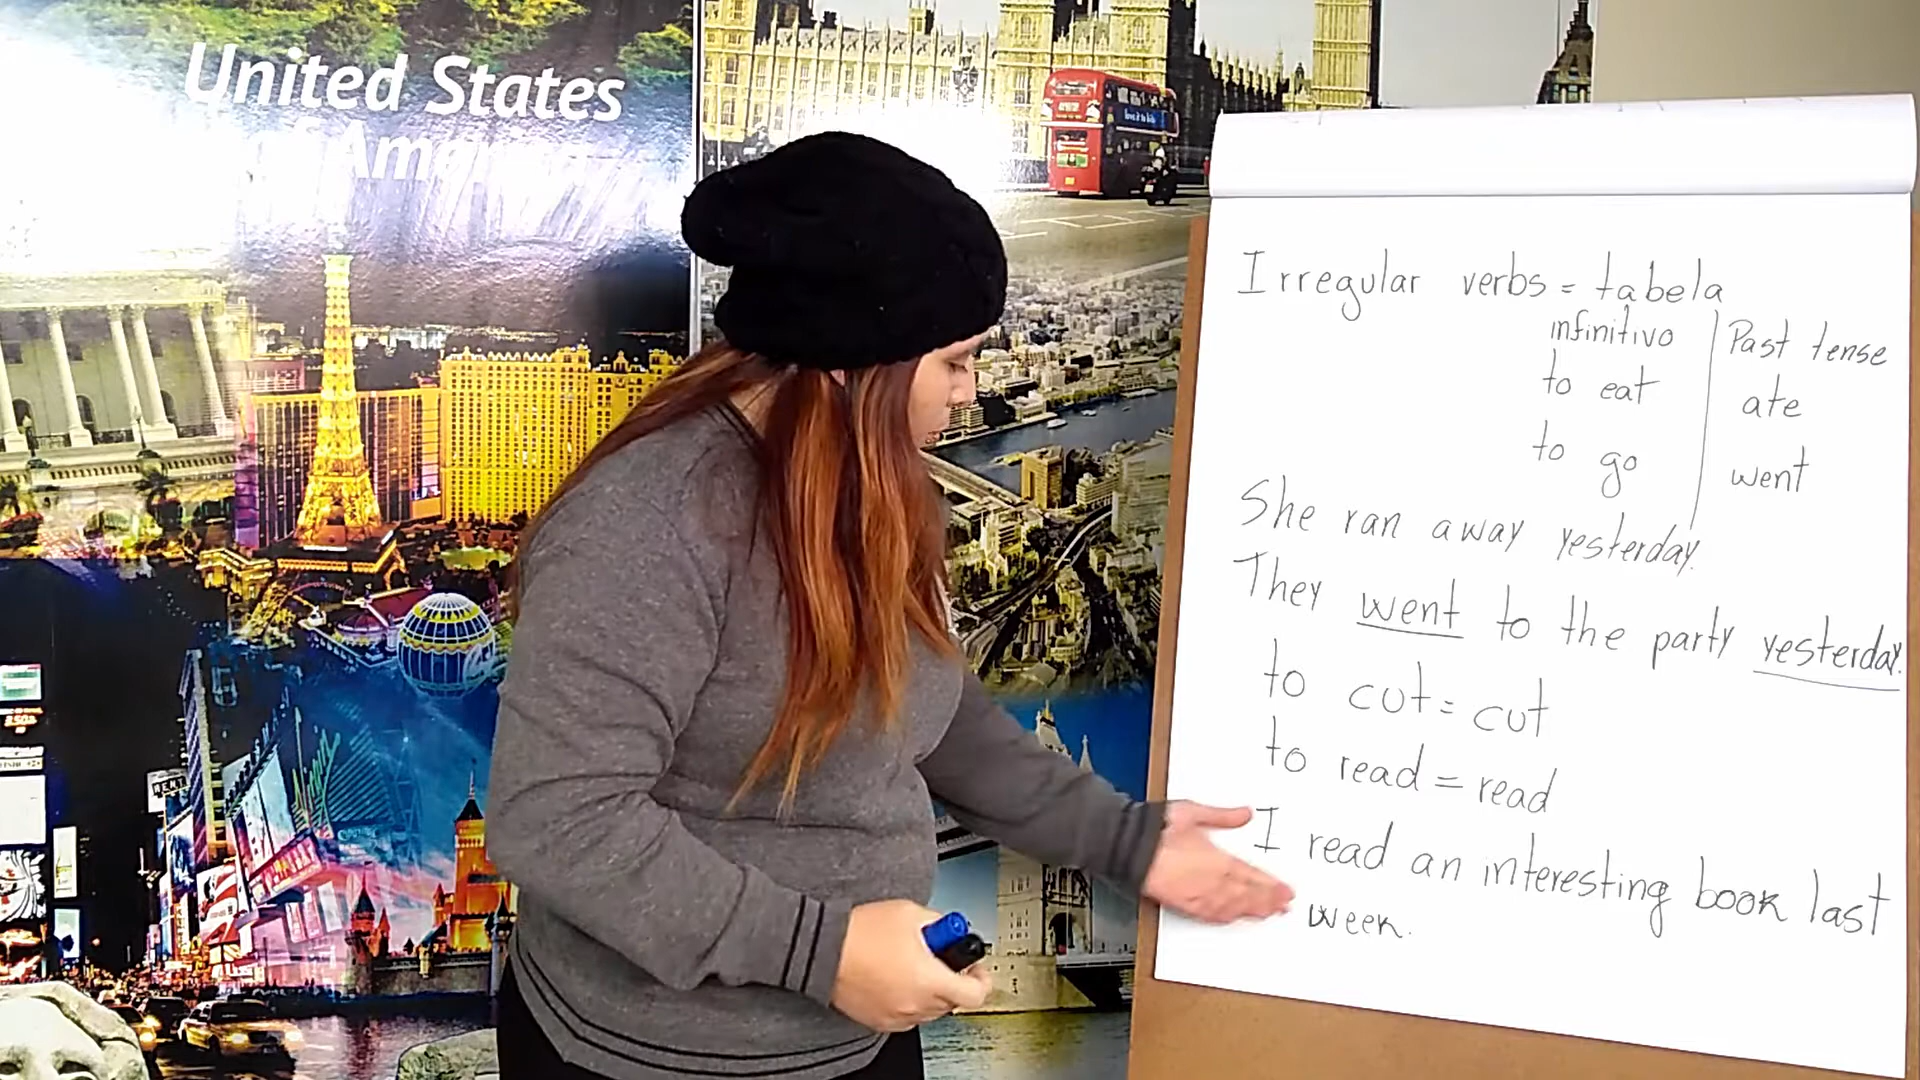 United States
of America
Irregular verbs = tabela
infinitivo | Past tense
to eat | ate
to go | went
She ran away yesterday.
They went to the party yesterday.
to cut = cut
to read = read
I read an interesting book last
week.